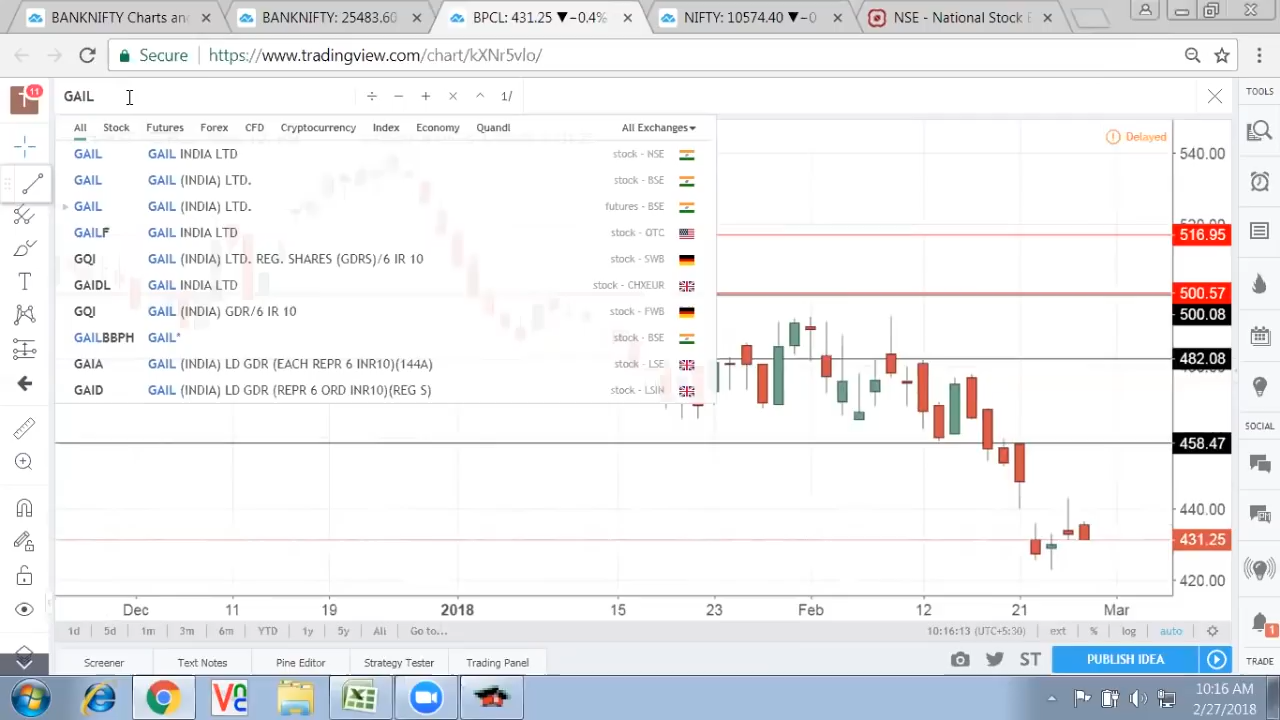 BANKNIFTY Charts an
BANKNIFTY: 25483.60
BPCL: 431.25 ▼−0.4%
NIFTY: 10574.40 ▼−0
NSE - National Stock E
Secure
https://www.tradingview.com/chart/kXNr5vlo/
11
GAIL
÷ − + × ^ 1/
TOOLS
All Stock Futures Forex CFD Cryptocurrency Index Economy Quandl All Exchanges▾
Delayed
GAIL GAIL INDIA LTD stock - NSE
GAIL GAIL (INDIA) LTD. stock - BSE
GAIL GAIL (INDIA) LTD. futures - BSE
GAILF GAIL INDIA LTD stock - OTC
GQJ GAIL (INDIA) LTD. REG. SHARES (GDRS)/6 IR 10 stock - SWB
GAIDL GAIL INDIA LTD stock - CHXEUR
GQJ GAIL (INDIA) GDR/6 IR 10 stock - FWB
GAILBBPH GAIL* stock - BSE
GAIA GAIL (INDIA) LD GDR (EACH REPR 6 INR10)(144A) stock - LSE
GAID GAIL (INDIA) LD GDR (REPR 6 ORD INR10)(REG S) stock - LSIN
540.00
516.95
500.57
500.08
482.08
458.47
440.00
431.25
420.00
SOCIAL
Dec 11 19 2018 15 23 Feb 12 21 Mar
1d 5d 1m 3m 6m YTD 1y 5y All Go to... 10:16:13 (UTC+5:30) ext % log auto
1
Screener Text Notes Pine Editor Strategy Tester Trading Panel ST PUBLISH IDEA TRADE
10:16 AM
2/27/2018